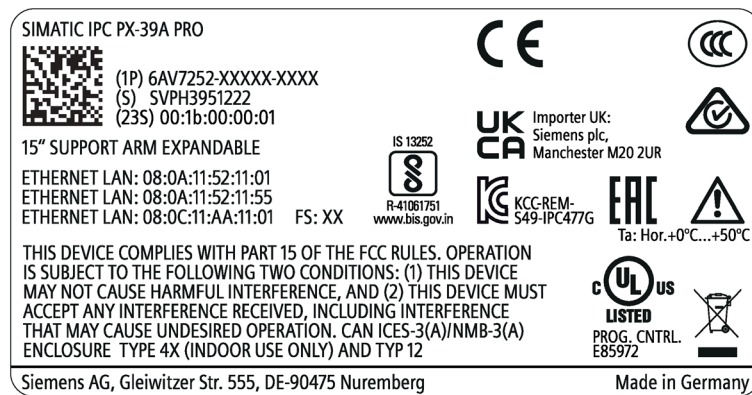 SIMATIC IPC PX-39A PRO
(1P) 6AV7252-XXXXX-XXXX
(S) SVPH3951222
(23S) 00:1b:00:00:01
15” SUPPORT ARM EXPANDABLE
ETHERNET LAN: 08:0A:11:52:11:01
ETHERNET LAN: 08:0A:11:52:11:55
ETHERNET LAN: 08:0C:11:AA:11:01 FS: XX
CE
CCC
IS 13252
R-41061751
www.bis.gov.in
UK
CA
Importer UK:
Siemens plc,
Manchester M20 2UR
KCC-REM-
S49-IPC477G
EAC
Ta: Hor.+0°C...+50°C
THIS DEVICE COMPLIES WITH PART 15 OF THE FCC RULES. OPERATION
IS SUBJECT TO THE FOLLOWING TWO CONDITIONS: (1) THIS DEVICE
MAY NOT CAUSE HARMFUL INTERFERENCE, AND (2) THIS DEVICE MUST
ACCEPT ANY INTERFERENCE RECEIVED, INCLUDING INTERFERENCE
THAT MAY CAUSE UNDESIRED OPERATION. CAN ICES-3(A)/NMB-3(A)
ENCLOSURE TYPE 4X (INDOOR USE ONLY) AND TYP 12
C UL US
LISTED
PROG. CNTRL.
E85972
Siemens AG, Gleiwitzer Str. 555, DE-90475 Nuremberg
Made in Germany